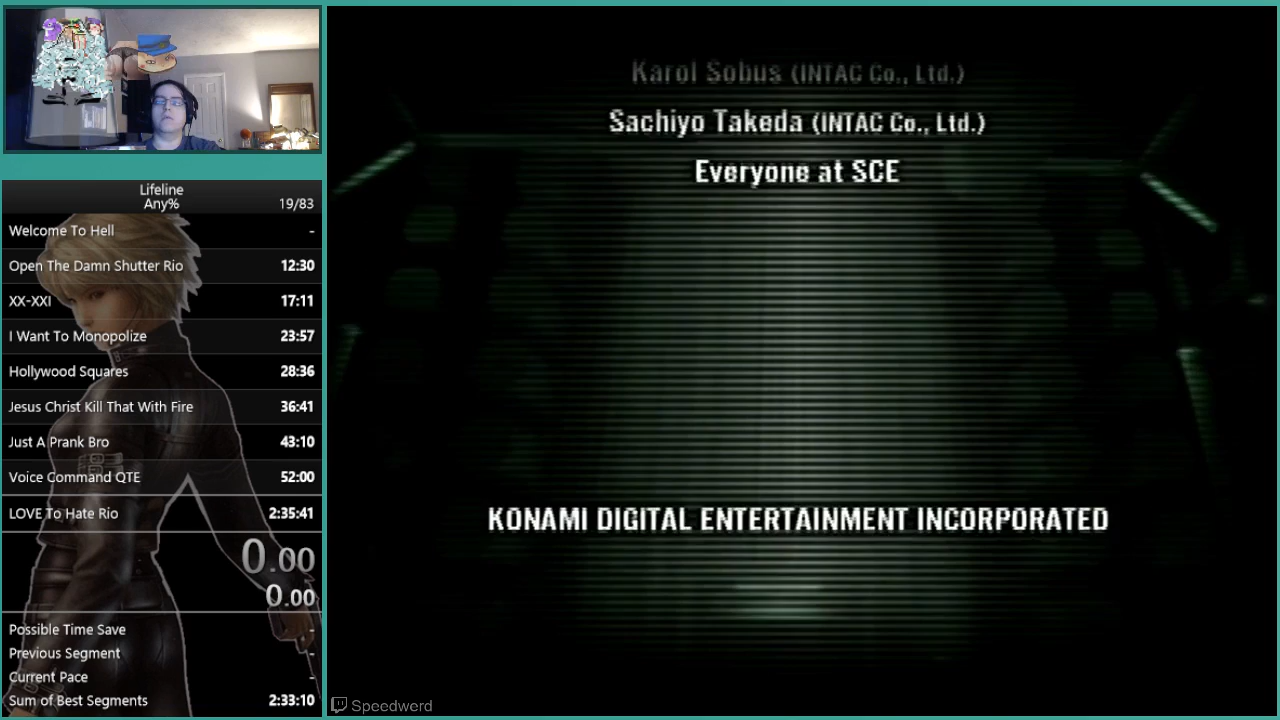 Lifeline
Any%
19/83
Welcome To Hell -
Open The Damn Shutter Rio 12:30
XX-XXI 17:11
I Want To Monopolize 23:57
Hollywood Squares 28:36
Jesus Christ Kill That With Fire 36:41
Just A Prank Bro 43:10
Voice Command QTE 52:00
LOVE To Hate Rio 2:35:41
0.00
0.00
Possible Time Save -
Previous Segment -
Current Pace -
Sum of Best Segments 2:33:10
Karol Sobus (INTAC Co., Ltd.)
Sachiyo Takeda (INTAC Co., Ltd.)
Everyone at SCE
KONAMI DIGITAL ENTERTAINMENT INCORPORATED
Speedwerd